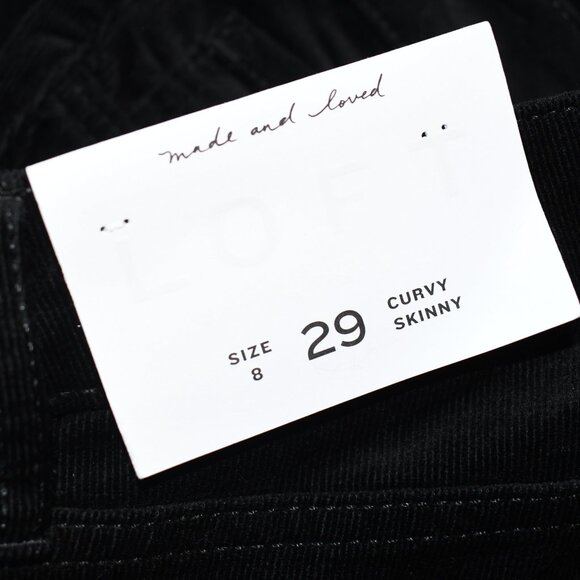 made and loved
LOFT
SIZE
8
29
CURVY
SKINNY